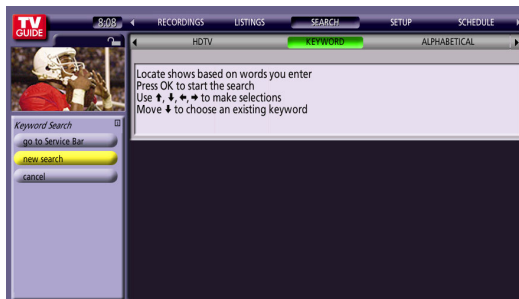 TV
GUIDE
8:08
RECORDINGS LISTINGS SEARCH SETUP SCHEDULE
HDTV KEYWORD ALPHABETICAL
Locate shows based on words you enter
Press OK to start the search
Use ↑, ↓, ←, → to make selections
Move ↓ to choose an existing keyword
Keyword Search
go to Service Bar
new search
cancel